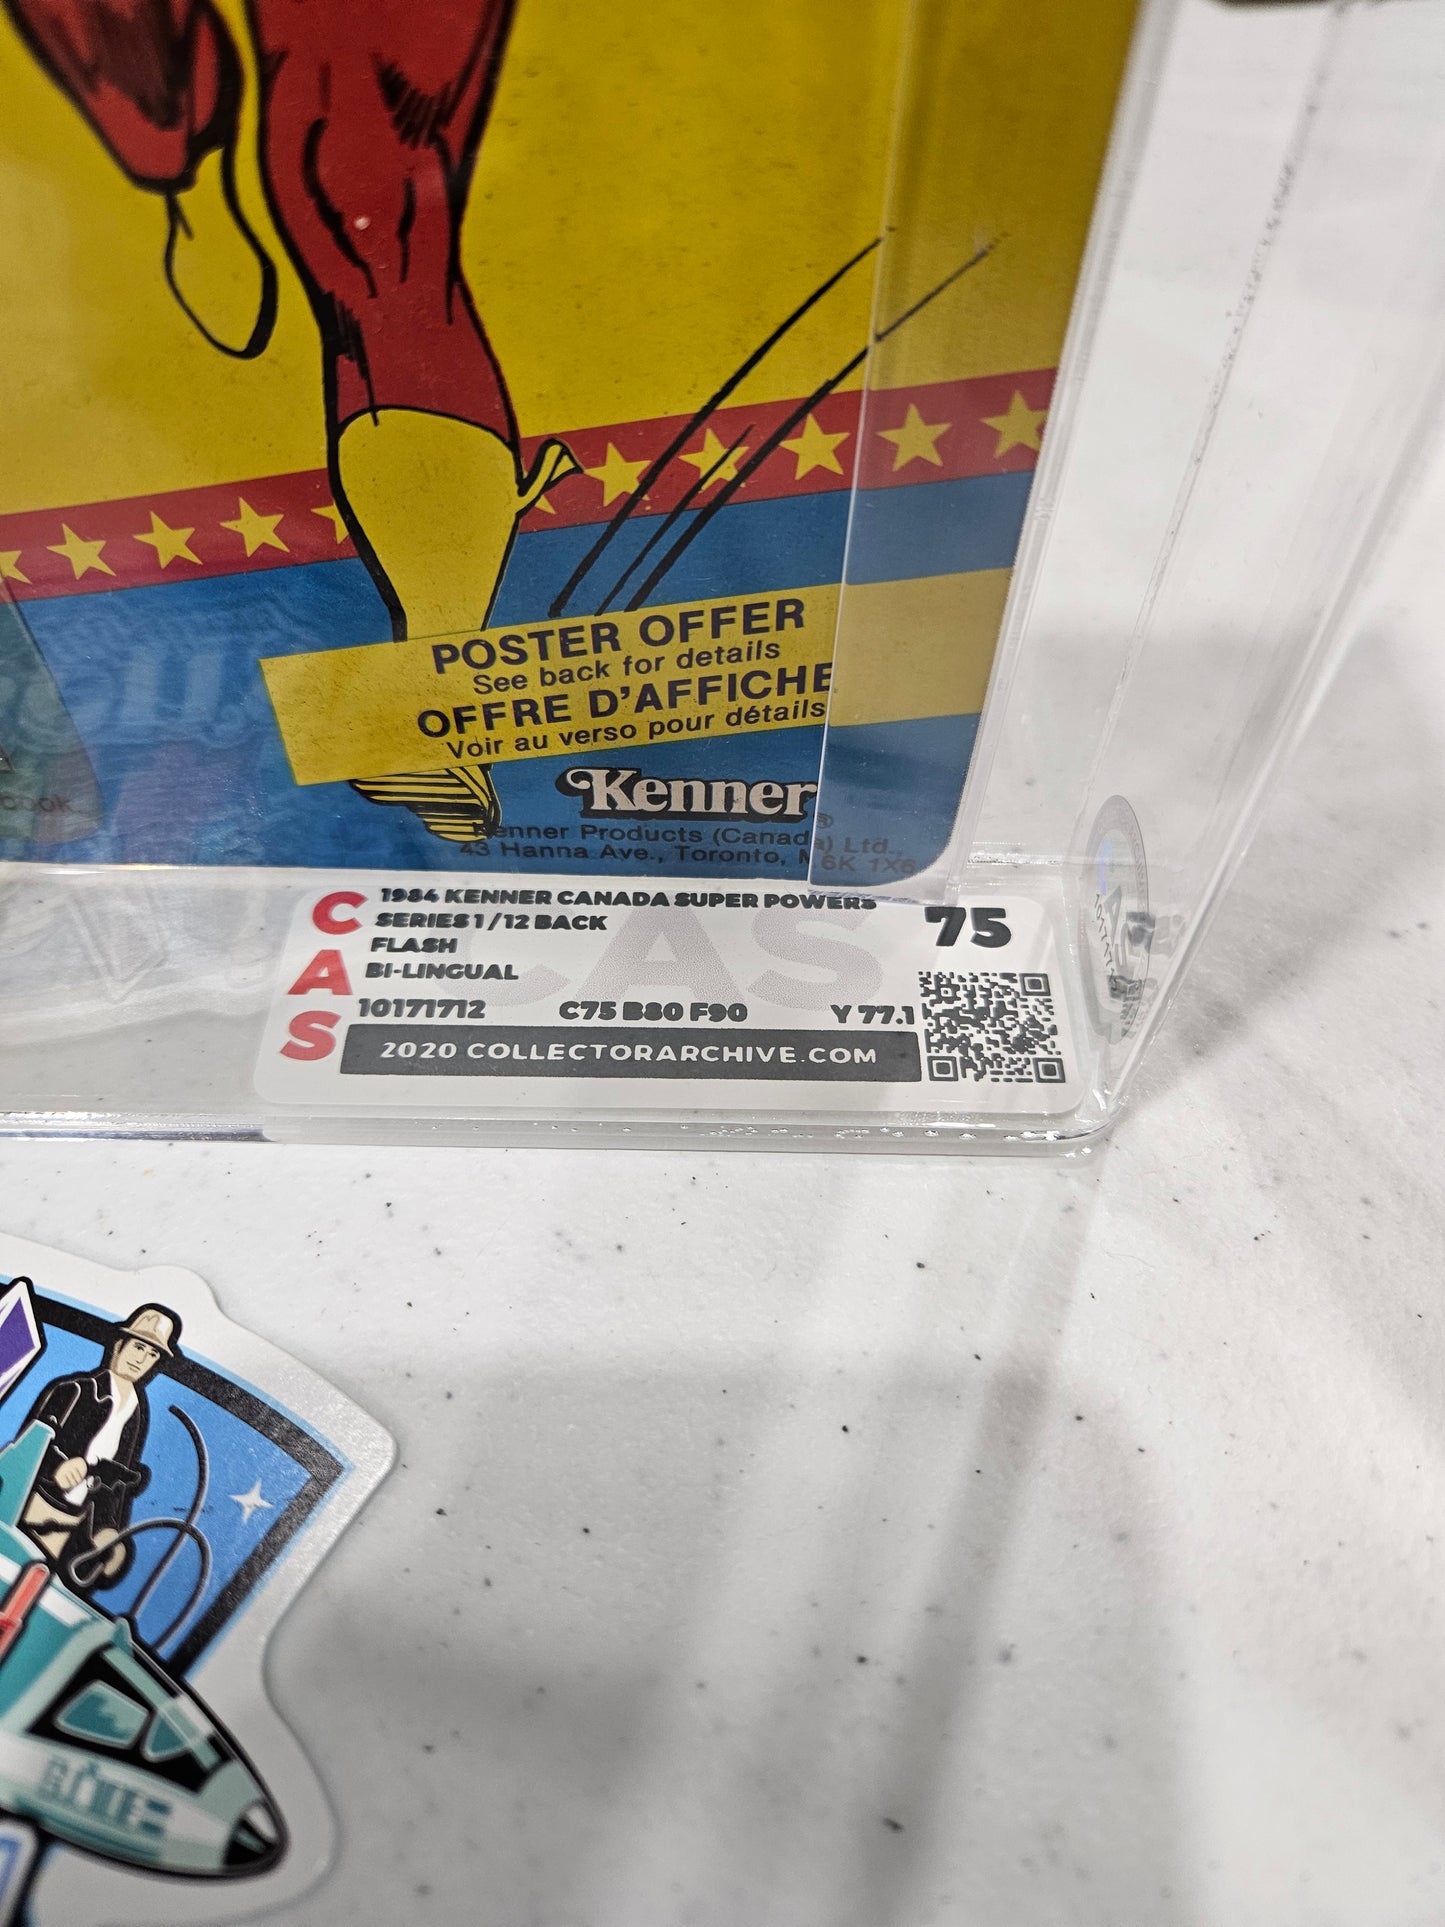 POSTER OFFER
See back for details
OFFRE D'AFFICHE
Voir au verso pour détails
Kenner
Kenner Products (Canada) Ltd.,
43 Hanna Ave., Toronto, M6K 1X6
CAS
1984 KENNER CANADA SUPER POWERS
SERIES 1 / 12 BACK
FLASH
BI-LINGUAL
10171712
C75 B80 F90
Y 77.1
75
CAS
2020 COLLECTORARCHIVE.COM